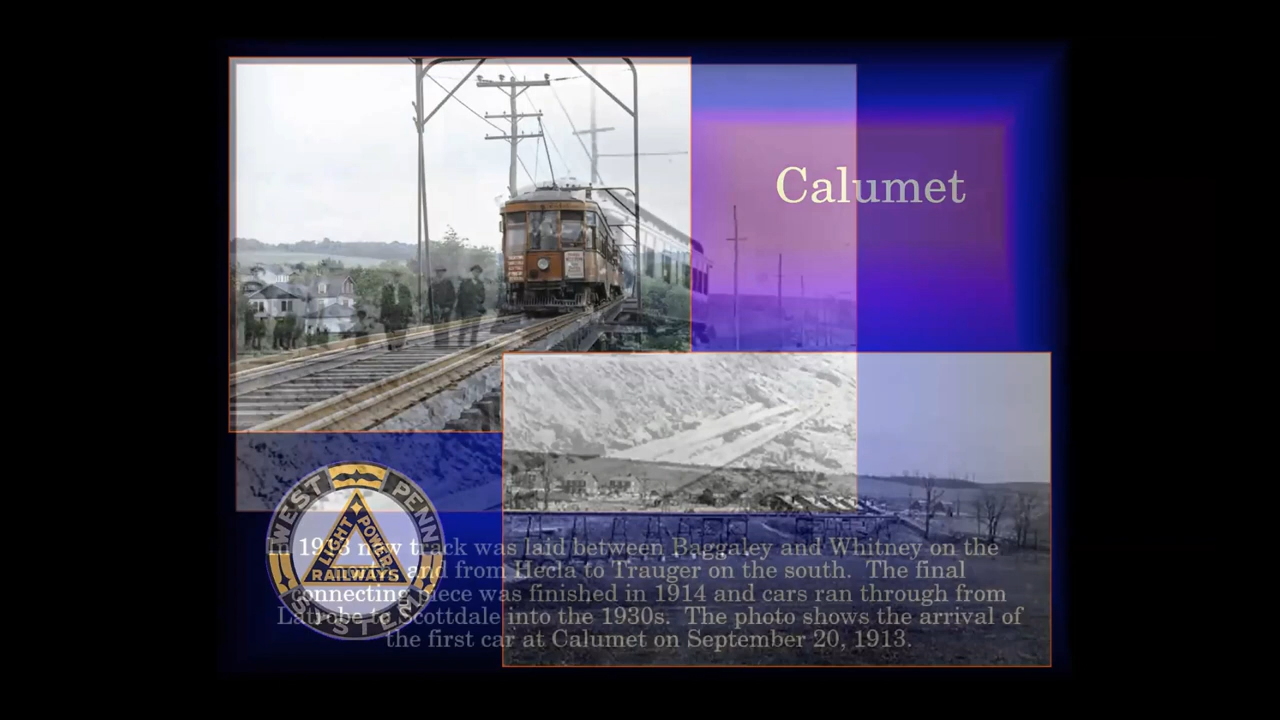 Calumet
WEST PENN
LIGHT POWER
RAILWAYS
SYSTEM
In 1913 new track was laid between Baggaley and Whitney on the
and from Hecla to Trauger on the south. The final
connecting piece was finished in 1914 and cars ran through from
Latrobe to Scottdale into the 1930s. The photo shows the arrival of
the first car at Calumet on September 20, 1913.